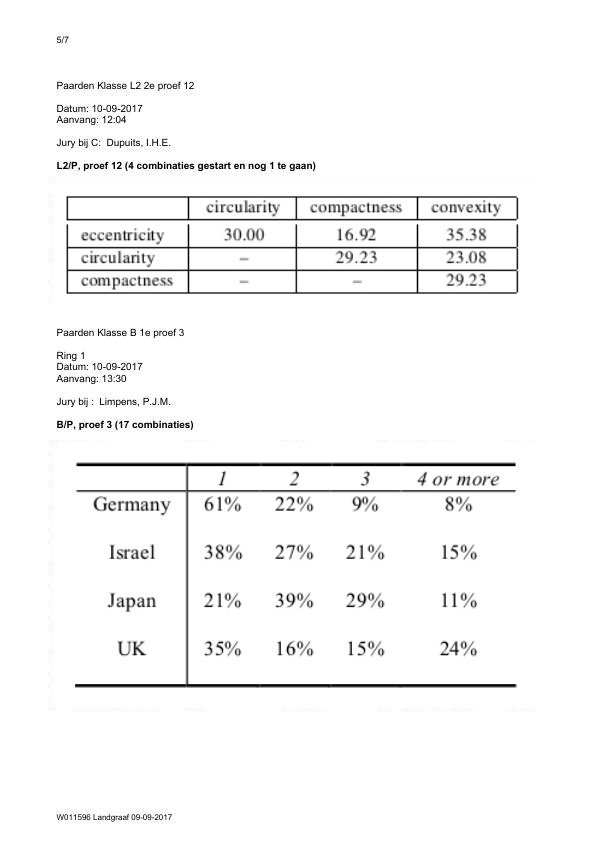 5/7
Paarden Klasse L2 2e proef 12
Datum: 10-09-2017
Aanvang: 12:04
Jury bij C:  Dupuits, I.H.E.
L2/P, proef 12 (4 combinaties gestart en nog 1 te gaan)
circularity compactness convexity
eccentricity 30.00 16.92 35.38
circularity – 29.23 23.08
compactness – – 29.23
Paarden Klasse B 1e proef 3
Ring 1
Datum: 10-09-2017
Aanvang: 13:30
Jury bij :  Limpens, P.J.M.
B/P, proef 3 (17 combinaties)
1 2 3 4 or more
Germany 61% 22% 9% 8%
Israel 38% 27% 21% 15%
Japan 21% 39% 29% 11%
UK 35% 16% 15% 24%
W011596 Landgraaf 09-09-2017